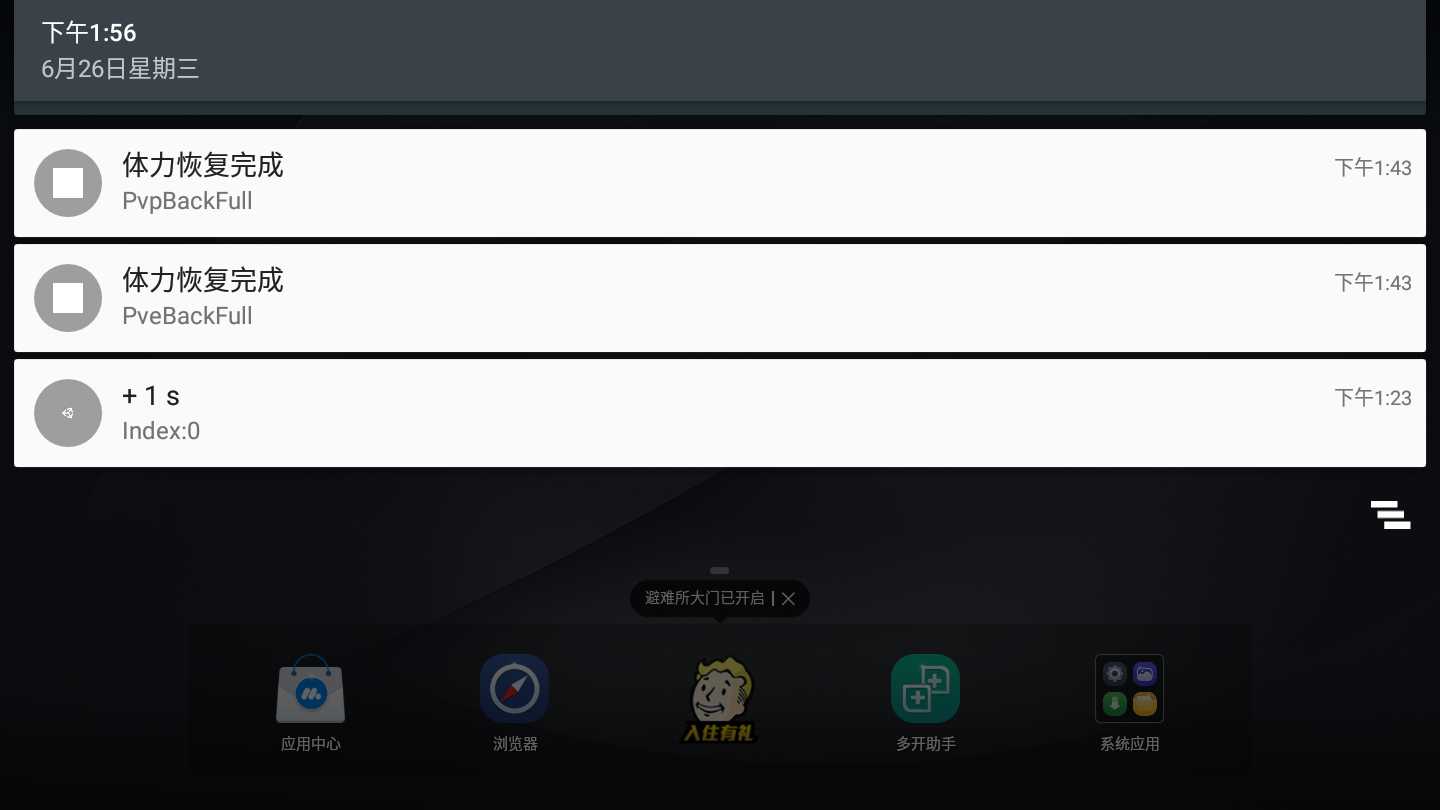 下午1:56
6月26日星期三
体力恢复完成
下午1:43
PvpBackFull
体力恢复完成
下午1:43
PveBackFull
+ 1 s
下午1:23
Index:0
避难所大门已开启
入住有礼
应用中心
浏览器
多开助手
系统应用